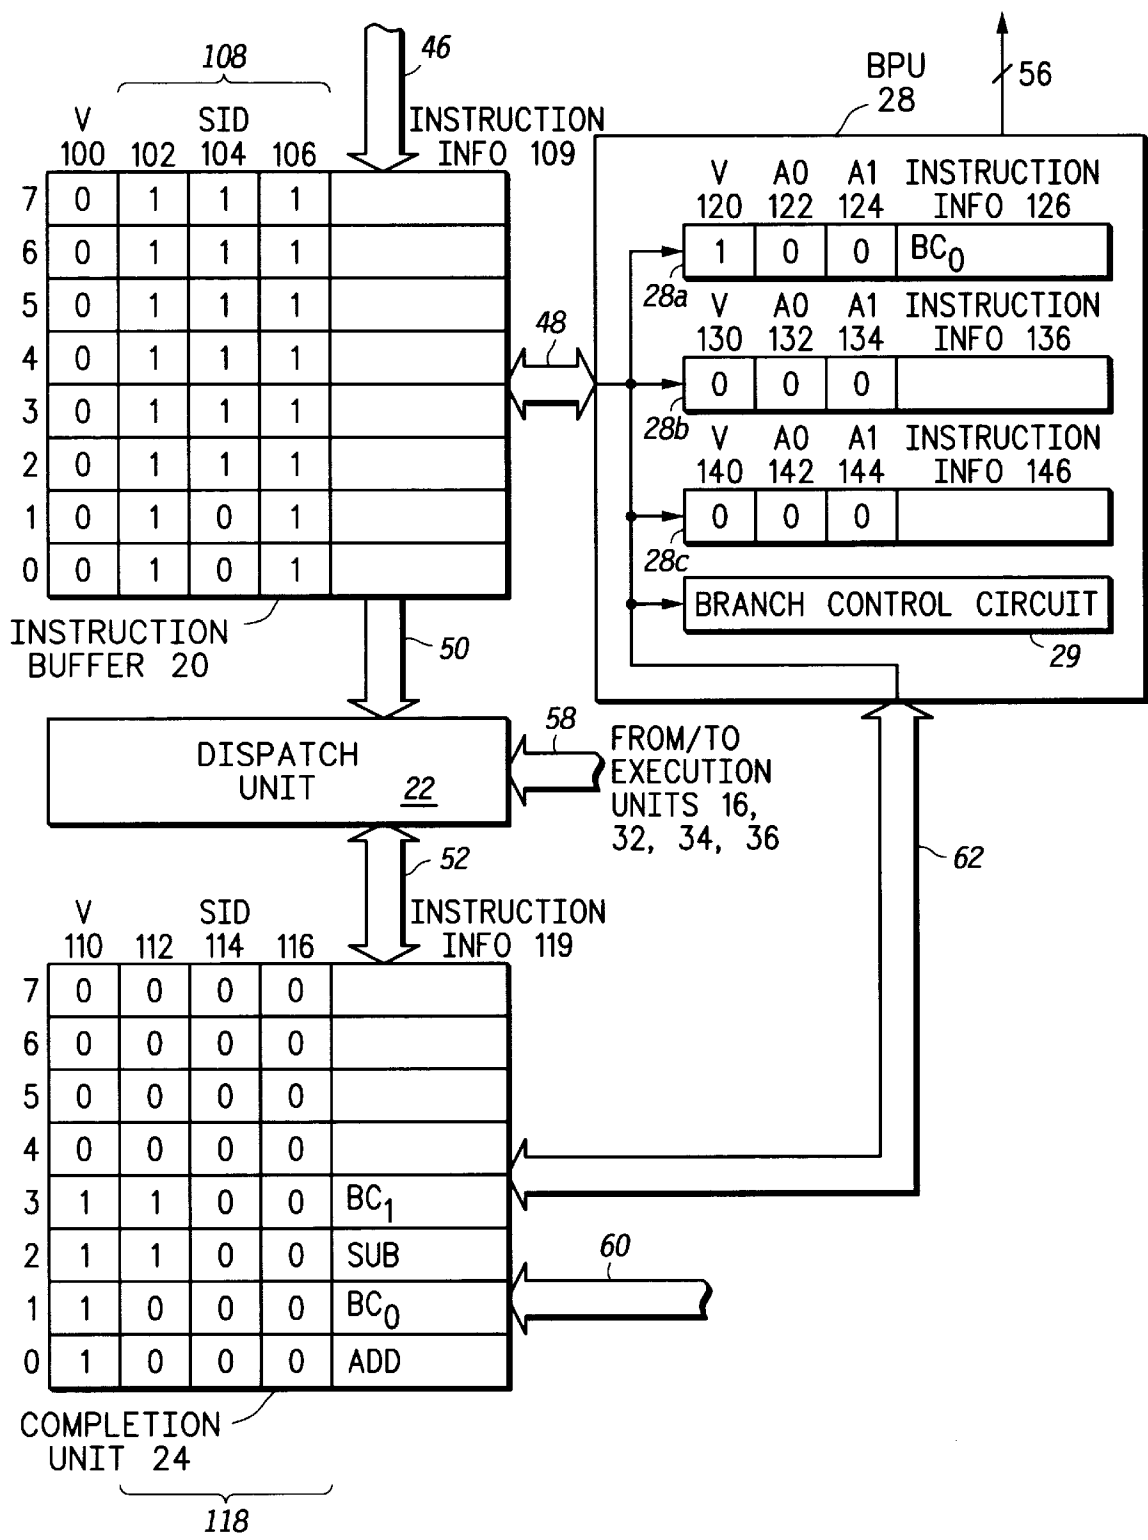 108
46
V
SID
INSTRUCTION
100 102 104 106 INFO 109
7 0 1 1 1
6 0 1 1 1
5 0 1 1 1
4 0 1 1 1
3 0 1 1 1
2 0 1 1 1
1 0 1 0 1
0 0 1 0 1
INSTRUCTION
BUFFER 20
50
48
BPU
28
56
V A0 A1 INSTRUCTION
120 122 124 INFO 126
1 0 0 BC0
28a
V A0 A1 INSTRUCTION
130 132 134 INFO 136
0 0 0
28b
V A0 A1 INSTRUCTION
140 142 144 INFO 146
0 0 0
28c
BRANCH CONTROL CIRCUIT
29
DISPATCH
UNIT 22
58
FROM/TO
EXECUTION
UNITS 16,
32, 34, 36
62
52
V
SID
INSTRUCTION
110 112 114 116 INFO 119
7 0 0 0 0
6 0 0 0 0
5 0 0 0 0
4 0 0 0 0
3 1 1 0 0 BC1
2 1 1 0 0 SUB
1 1 0 0 0 BC0
0 1 0 0 0 ADD
60
COMPLETION
UNIT 24
118